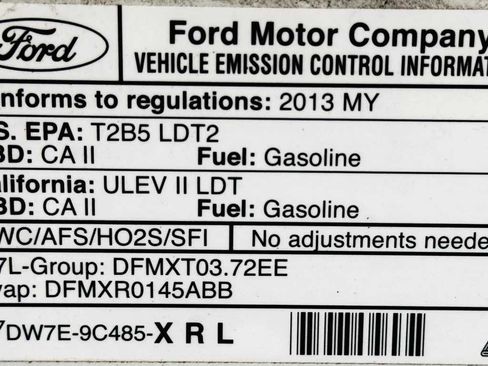 Ford
Ford Motor Company
VEHICLE EMISSION CONTROL INFORMAT
nforms to regulations: 2013 MY
S. EPA: T2B5 LDT2
BD: CA II Fuel: Gasoline
alifornia: ULEV II LDT
BD: CA II Fuel: Gasoline
WC/AFS/HO2S/SFI No adjustments neede
7L-Group: DFMXT03.72EE
vap: DFMXR0145ABB
7DW7E-9C485-X R L